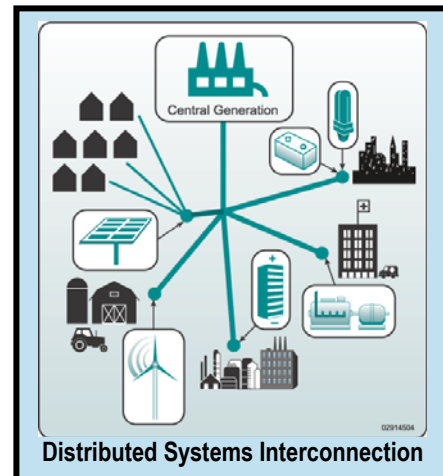 Central Generation
+
-
02914504
Distributed Systems Interconnection